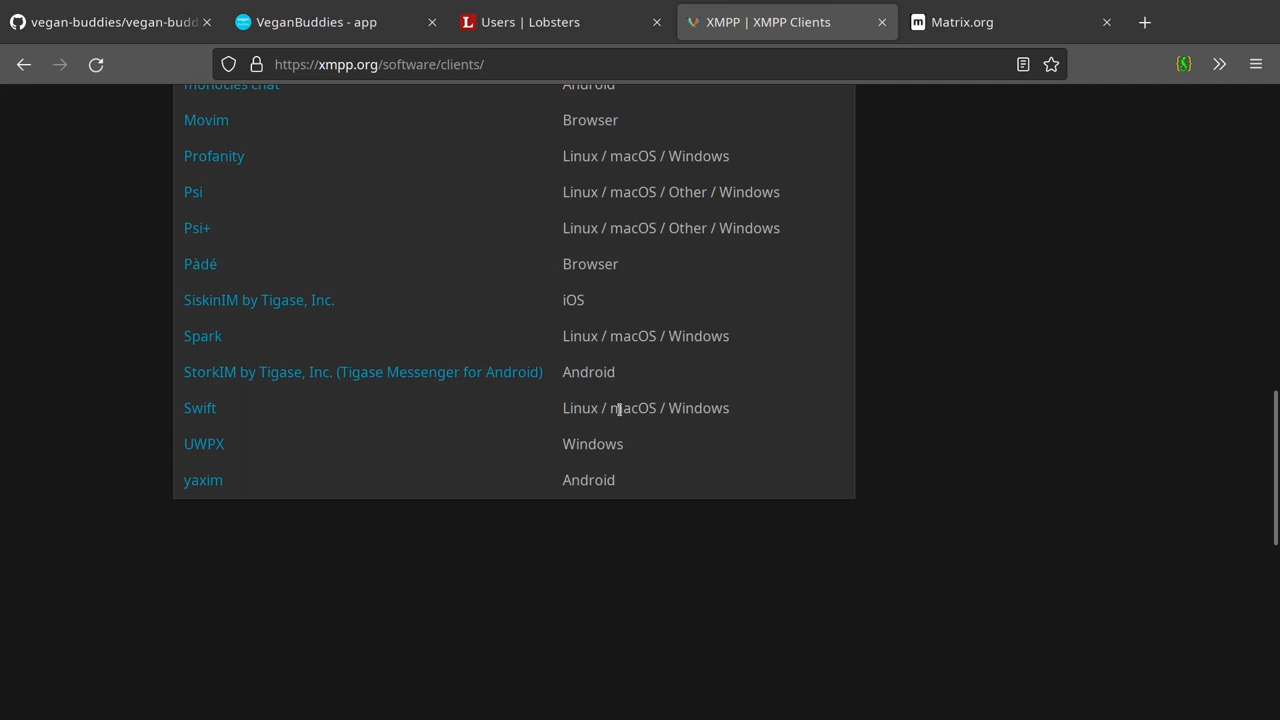 vegan-buddies/vegan-budd
VeganBuddies - app
Users | Lobsters
XMPP | XMPP Clients
Matrix.org
https://xmpp.org/software/clients/
monocles chat Android
Movim Browser
Profanity Linux / macOS / Windows
Psi Linux / macOS / Other / Windows
Psi+ Linux / macOS / Other / Windows
Pàdé Browser
SiskinIM by Tigase, Inc. iOS
Spark Linux / macOS / Windows
StorkIM by Tigase, Inc. (Tigase Messenger for Android) Android
Swift Linux / macOS / Windows
UWPX Windows
yaxim Android